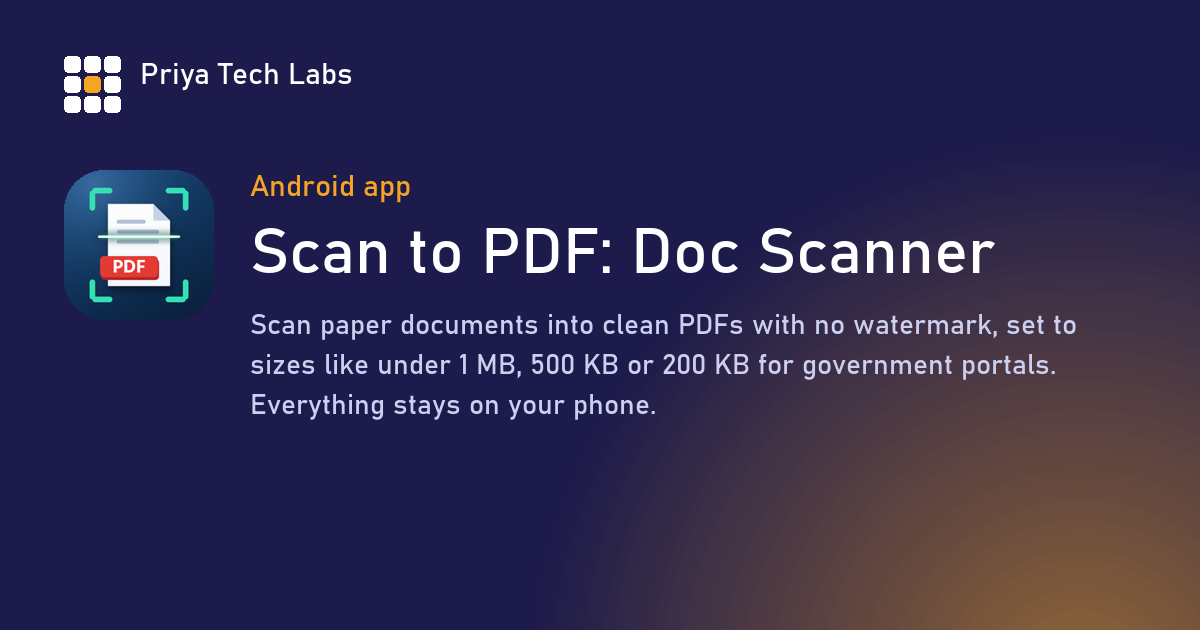 Priya Tech Labs
Android app
Scan to PDF: Doc Scanner
PDF
Scan paper documents into clean PDFs with no watermark, set to
sizes like under 1 MB, 500 KB or 200 KB for government portals.
Everything stays on your phone.